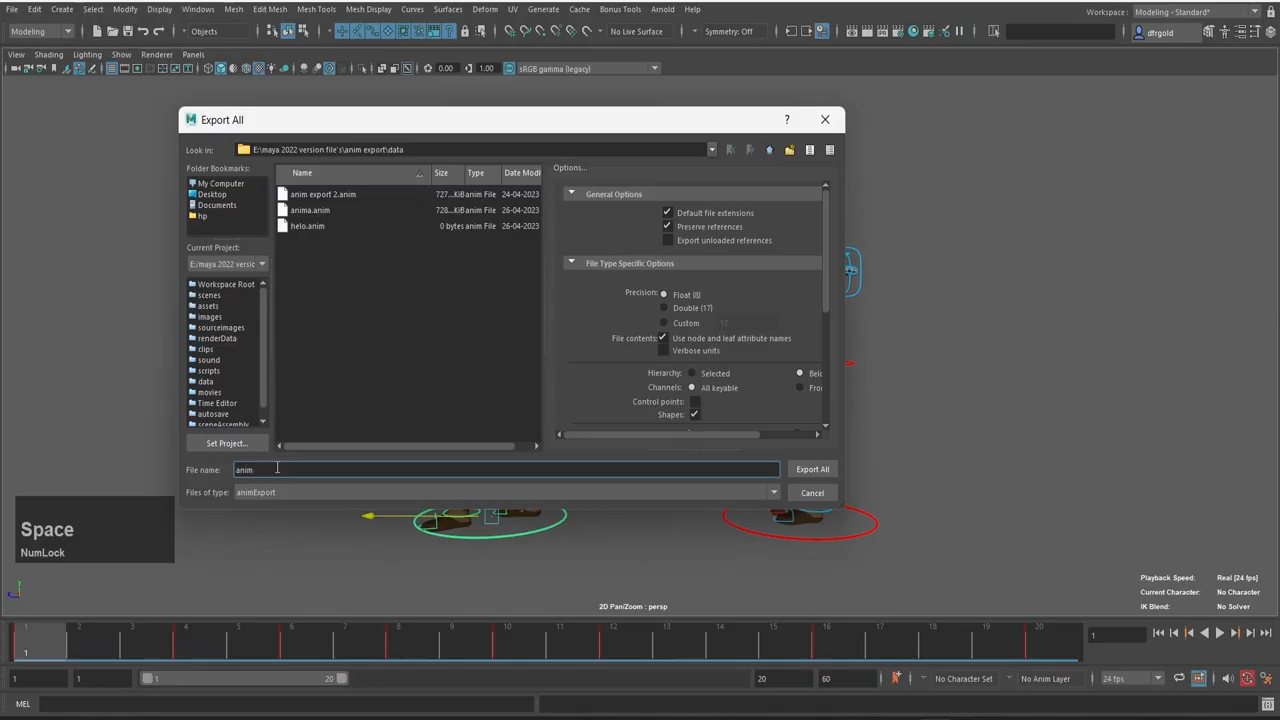 File Edit Create Select Modify Display Windows Mesh Edit Mesh Mesh Tools Mesh Display Curves Surfaces Deform UV Generate Cache Bonus Tools Arnold Help
Workspace : Modeling - Standard*
Modeling Objects No Live Surface Symmetry: Off dfrgold
View Shading Lighting Show Renderer Panels
0.00 1.00 sRGB gamma (legacy)
Export All ?
Look in: E:\maya 2022 version file's\anim export\data
Folder Bookmarks:
My Computer
Desktop
Documents
hp
Current Project:
E:/maya 2022 versic
Workspace Root
scenes
assets
images
sourceimages
renderData
clips
sound
scripts
data
movies
Time Editor
autosave
sceneAssembly
Set Project...
Name Size Type Date Modi
anim export 2.anim 727...KiB anim File 24-04-2023
anima.anim 728...KiB anim File 26-04-2023
helo.anim 0 bytes anim File 26-04-2023
Options...
General Options
Default file extensions
Preserve references
Export unloaded references
File Type Specific Options
Precision: Float (8)
Double (17)
Custom 17
File contents: Use node and leaf attribute names
Verbose units
Hierarchy: Selected Belo
Channels: All keyable Fror
Control points:
Shapes:
File name: anim Export All
Files of type: animExport Cancel
Space
NumLock
Playback Speed: Real [24 fps]
Current Character: No Character
IK Blend: No Solver
2D Pan/Zoom : persp
1 2 3 4 5 6 7 8 9 10 11 12 13 14 15 16 17 18 19 20
1 1
1 1 1 20 20 60 No Character Set No Anim Layer 24 fps
MEL